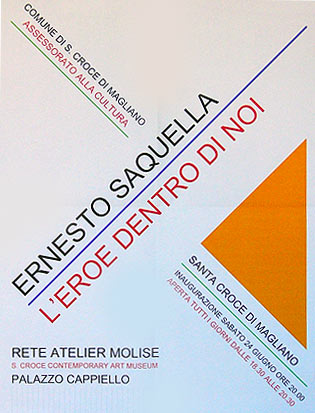 COMUNE DI S. CROCE DI MAGLIANO
ASSESSORATO ALLA CULTURA
ERNESTO SAQUELLA
L'EROE DENTRO DI NOI
SANTA CROCE DI MAGLIANO
INAUGURAZIONE SABATO 24 GIUGNO ORE 20.00
APERTA TUTTI I GIORNI DALLE 18.30 ALLE 20.30
RETE ATELIER MOLISE
S. CROCE CONTEMPORARY ART MUSEUM
PALAZZO CAPPIELLO